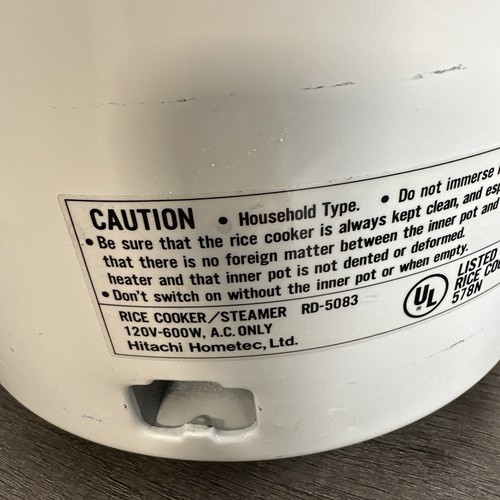 CAUTION • Household Type. • Do not immerse
• Be sure that the rice cooker is always kept clean, and
that there is no foreign matter between the inner pot and
heater and that inner pot is not dented or deformed.
• Don't switch on without the inner pot or when empty.
RICE COOKER/STEAMER RD-5083
120V-600W, A.C. ONLY
Hitachi Hometec, Ltd.
UL
LISTED
RICE
578N